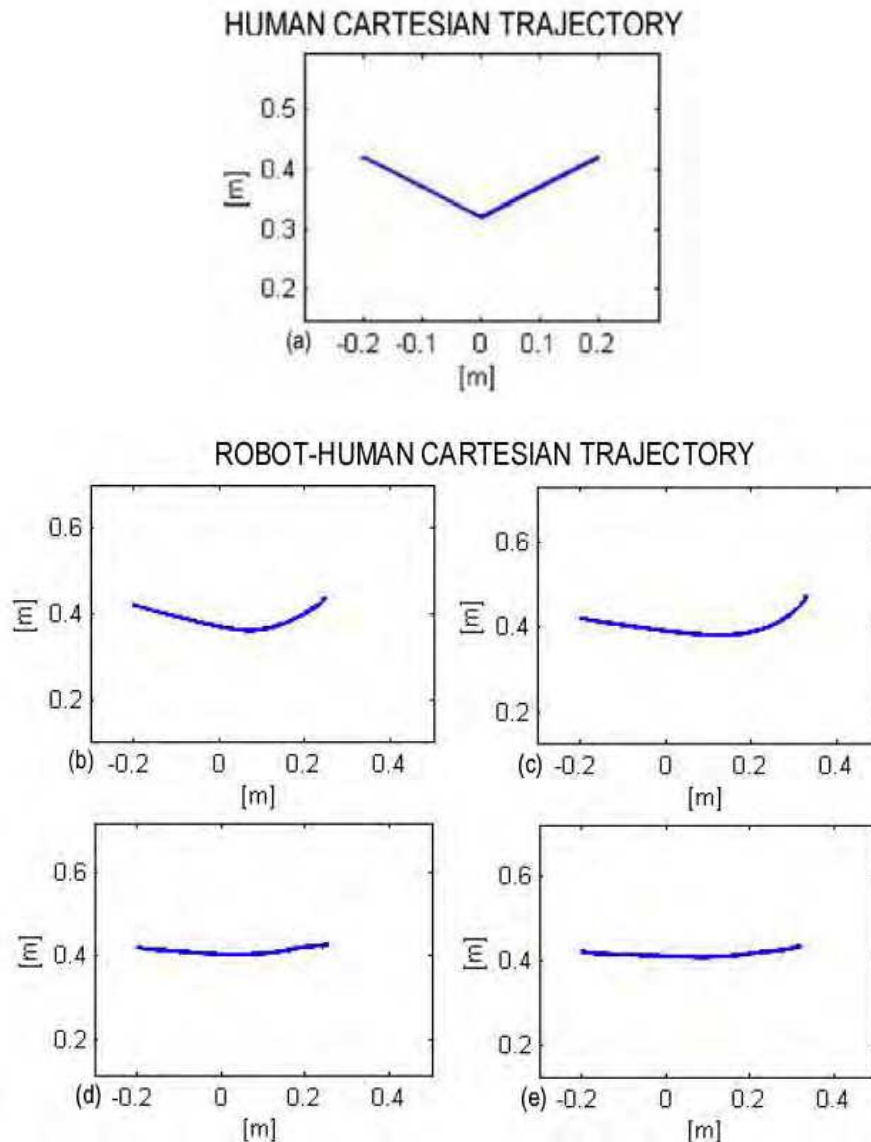 HUMAN CARTESIAN TRAJECTORY
0.5
0.4
0.3
0.2
[m]
(a) -0.2 -0.1 0 0.1 0.2
[m]
ROBOT-HUMAN CARTESIAN TRAJECTORY
0.6
0.4
0.2
[m]
(b) -0.2 0 0.2 0.4
[m]
0.6
0.4
0.2
[m]
(c) -0.2 0 0.2 0.4
[m]
0.6
0.4
0.2
[m]
(d) -0.2 0 0.2 0.4
[m]
0.6
0.4
0.2
[m]
(e) -0.2 0 0.2 0.4
[m]